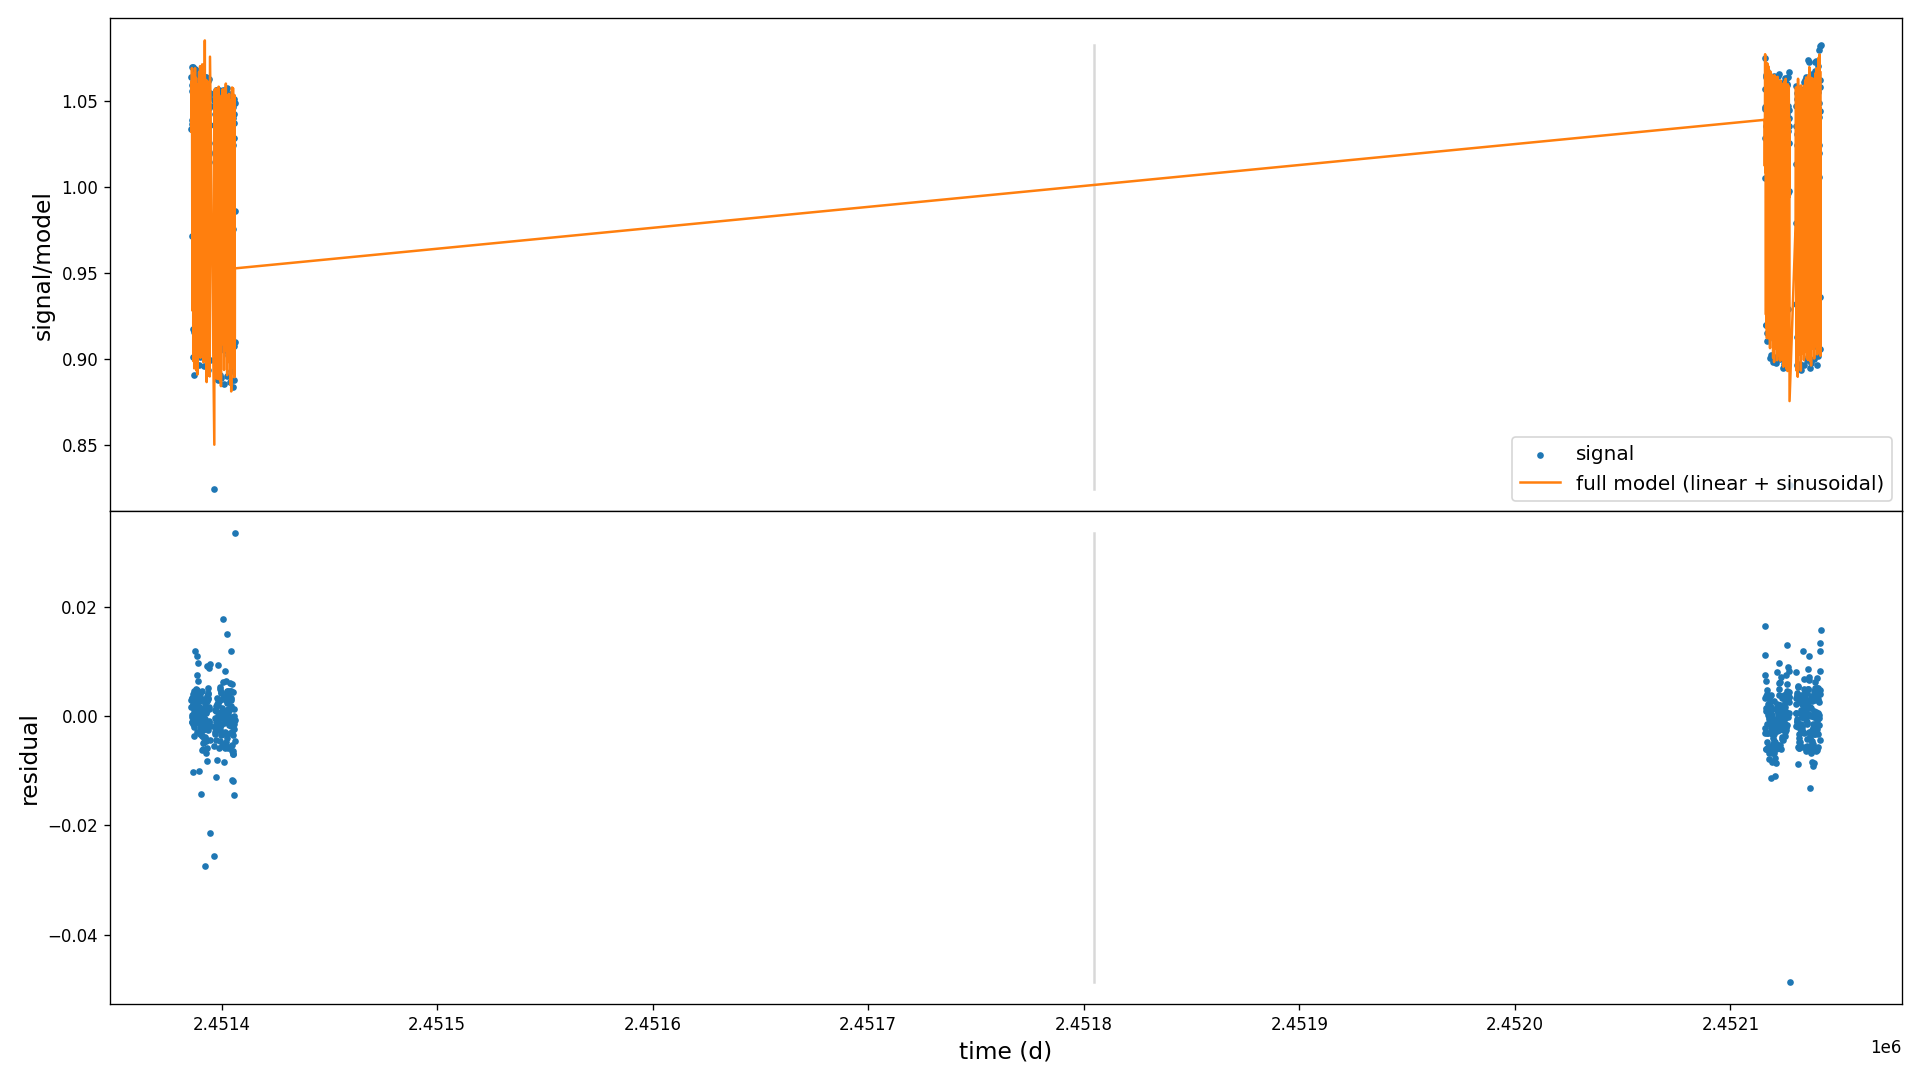 1.05
1.00
0.95
0.90
0.85
signal/model
signal
full model (linear + sinusoidal)
0.02
0.00
−0.02
−0.04
residual
2.4514 2.4515 2.4516 2.4517 2.4518 2.4519 2.4520 2.4521
1e6
time (d)